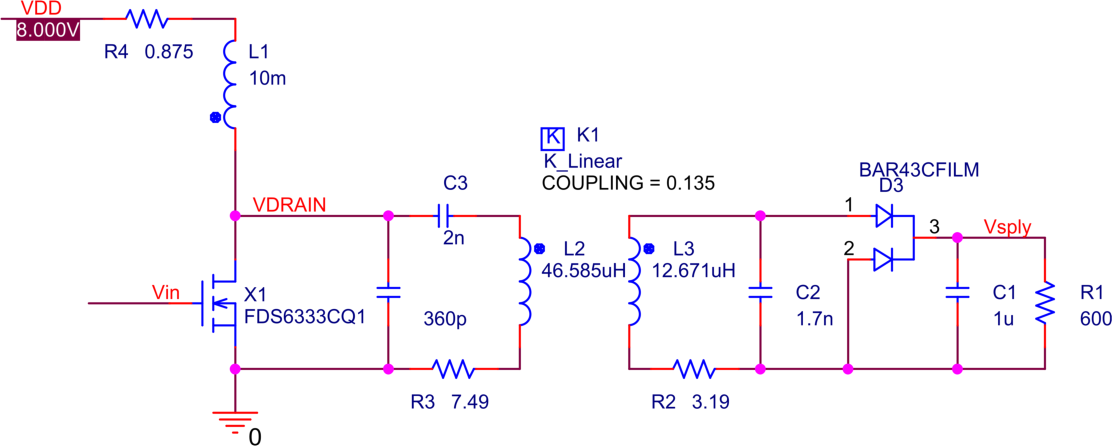 VDD
8.000V
R4 0.875
L1
10m
K K1
K_Linear
COUPLING = 0.135
BAR43CFILM
D3
VDRAIN
C3
2n
1
2
3
Vsply
L2
46.585uH
L3
12.671uH
Vin
X1
FDS6333CQ1
360p
C2
1.7n
C1
1u
R1
600
R3 7.49
R2 3.19
0